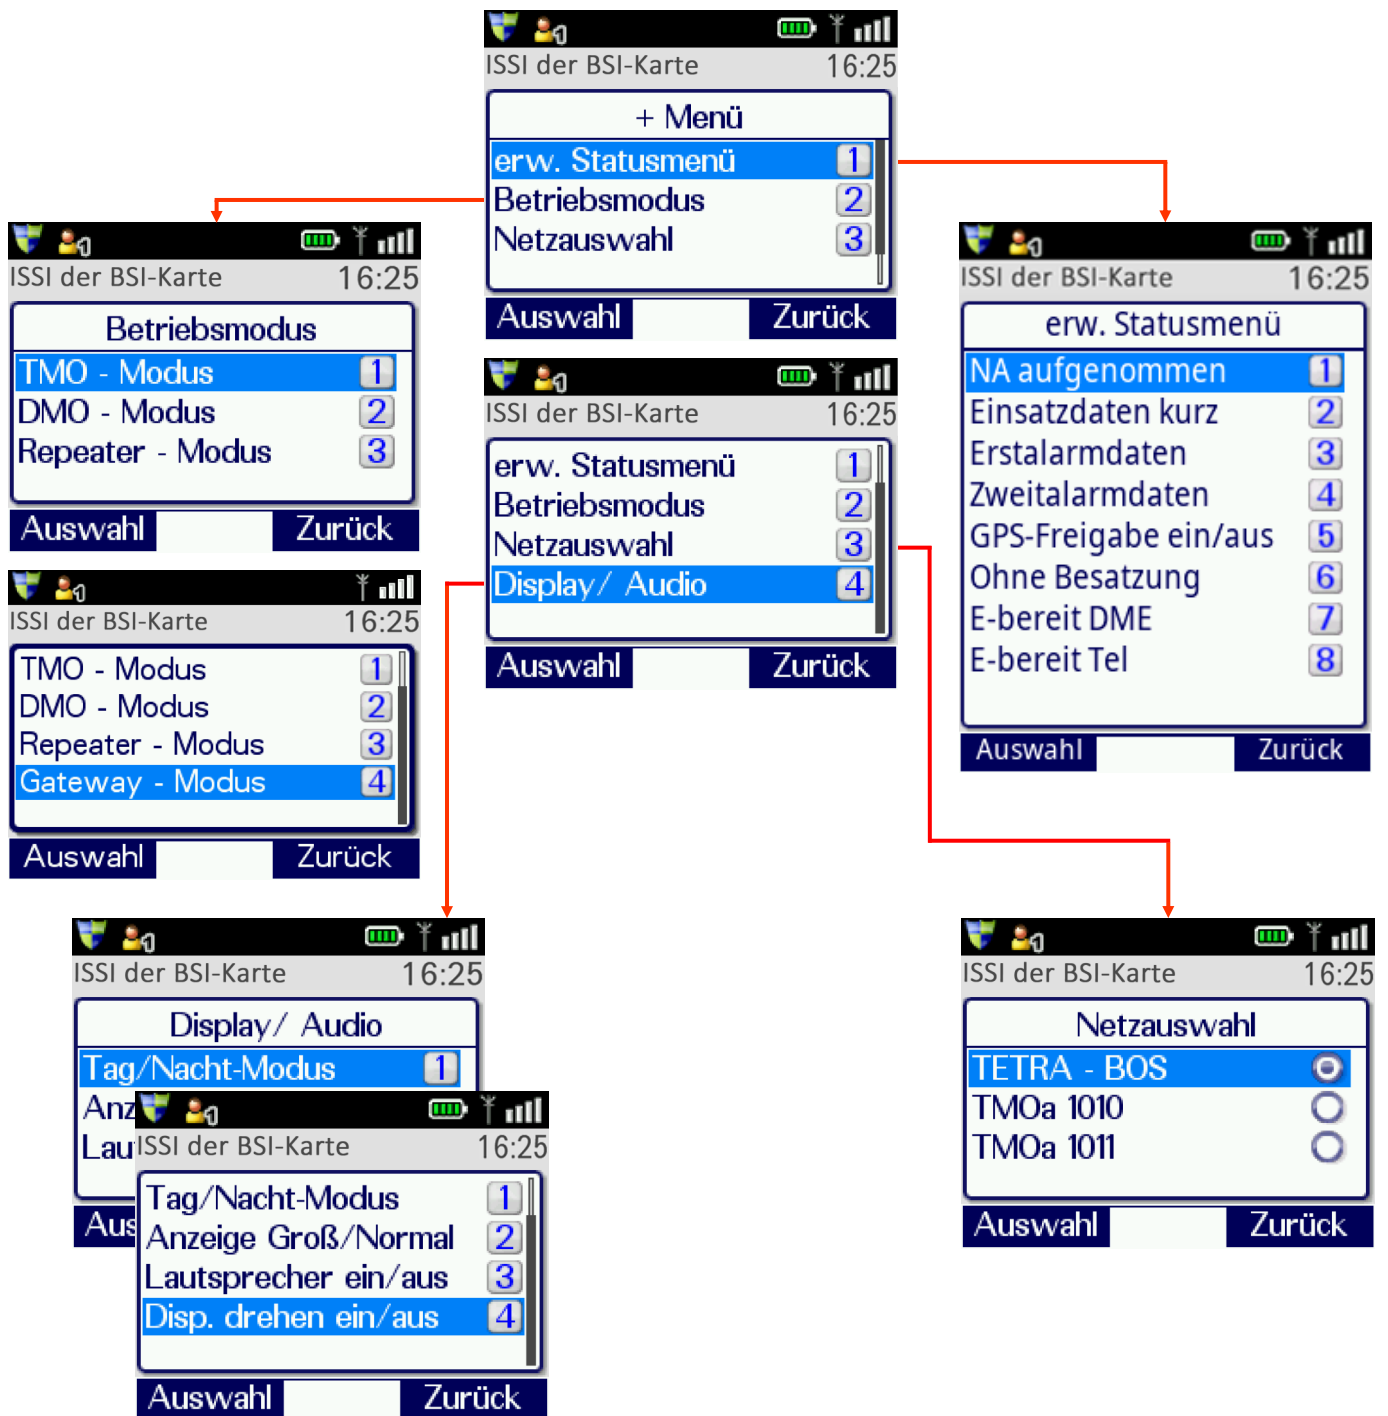 ISSI der BSI-Karte 16:25
+ Menü
erw. Statusmenü 1
Betriebsmodus 2
Netzauswahl 3
Auswahl Zurück
ISSI der BSI-Karte 16:25
Betriebsmodus
TMO - Modus 1
DMO - Modus 2
Repeater - Modus 3
Auswahl Zurück
ISSI der BSI-Karte 16:25
erw. Statusmenü 1
Betriebsmodus 2
Netzauswahl 3
Display/ Audio 4
Auswahl Zurück
ISSI der BSI-Karte 16:25
erw. Statusmenü
NA aufgenommen 1
Einsatzdaten kurz 2
Erstalarmdaten 3
Zweitalarmdaten 4
GPS-Freigabe ein/aus 5
Ohne Besatzung 6
E-bereit DME 7
E-bereit Tel 8
Auswahl Zurück
ISSI der BSI-Karte 16:25
TMO - Modus 1
DMO - Modus 2
Repeater - Modus 3
Gateway - Modus 4
Auswahl Zurück
ISSI der BSI-Karte 16:25
Display/ Audio
Tag/Nacht-Modus 1
Anz
Lau
Aus
ISSI der BSI-Karte 16:25
Tag/Nacht-Modus 1
Anzeige Groß/Normal 2
Lautsprecher ein/aus 3
Disp. drehen ein/aus 4
Auswahl Zurück
ISSI der BSI-Karte 16:25
Netzauswahl
TETRA - BOS
TMOa 1010
TMOa 1011
Auswahl Zurück